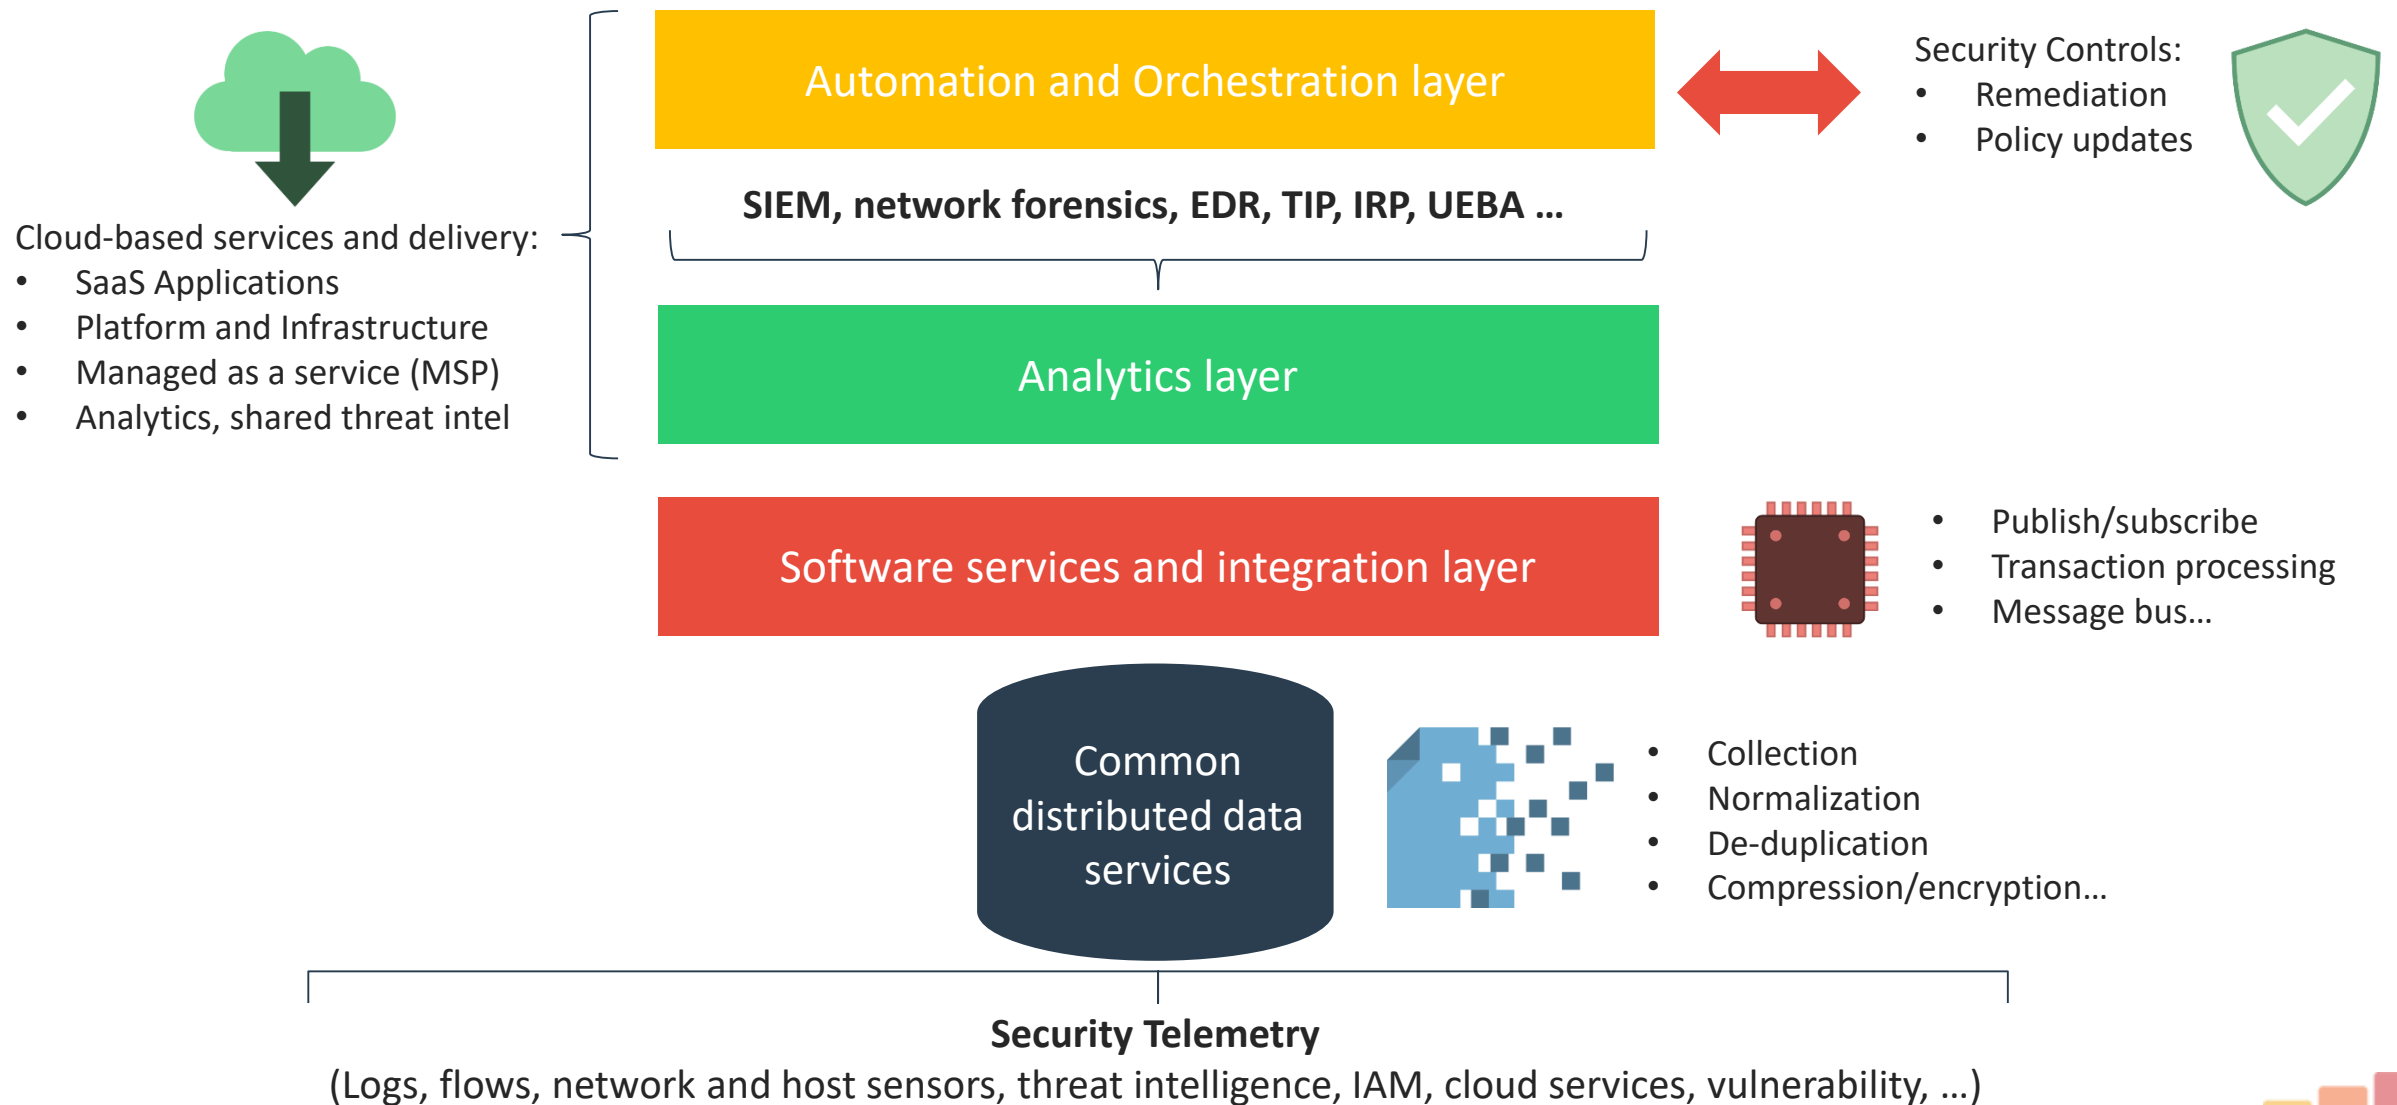 Automation and Orchestration layer
Security Controls:
• Remediation
• Policy updates
SIEM, network forensics, EDR, TIP, IRP, UEBA ...
Cloud-based services and delivery:
• SaaS Applications
• Platform and Infrastructure
• Managed as a service (MSP)
• Analytics, shared threat intel
Analytics layer
Software services and integration layer
• Publish/subscribe
• Transaction processing
• Message bus...
Common
distributed data
services
• Collection
• Normalization
• De-duplication
• Compression/encryption...
Security Telemetry
(Logs, flows, network and host sensors, threat intelligence, IAM, cloud services, vulnerability, ...)